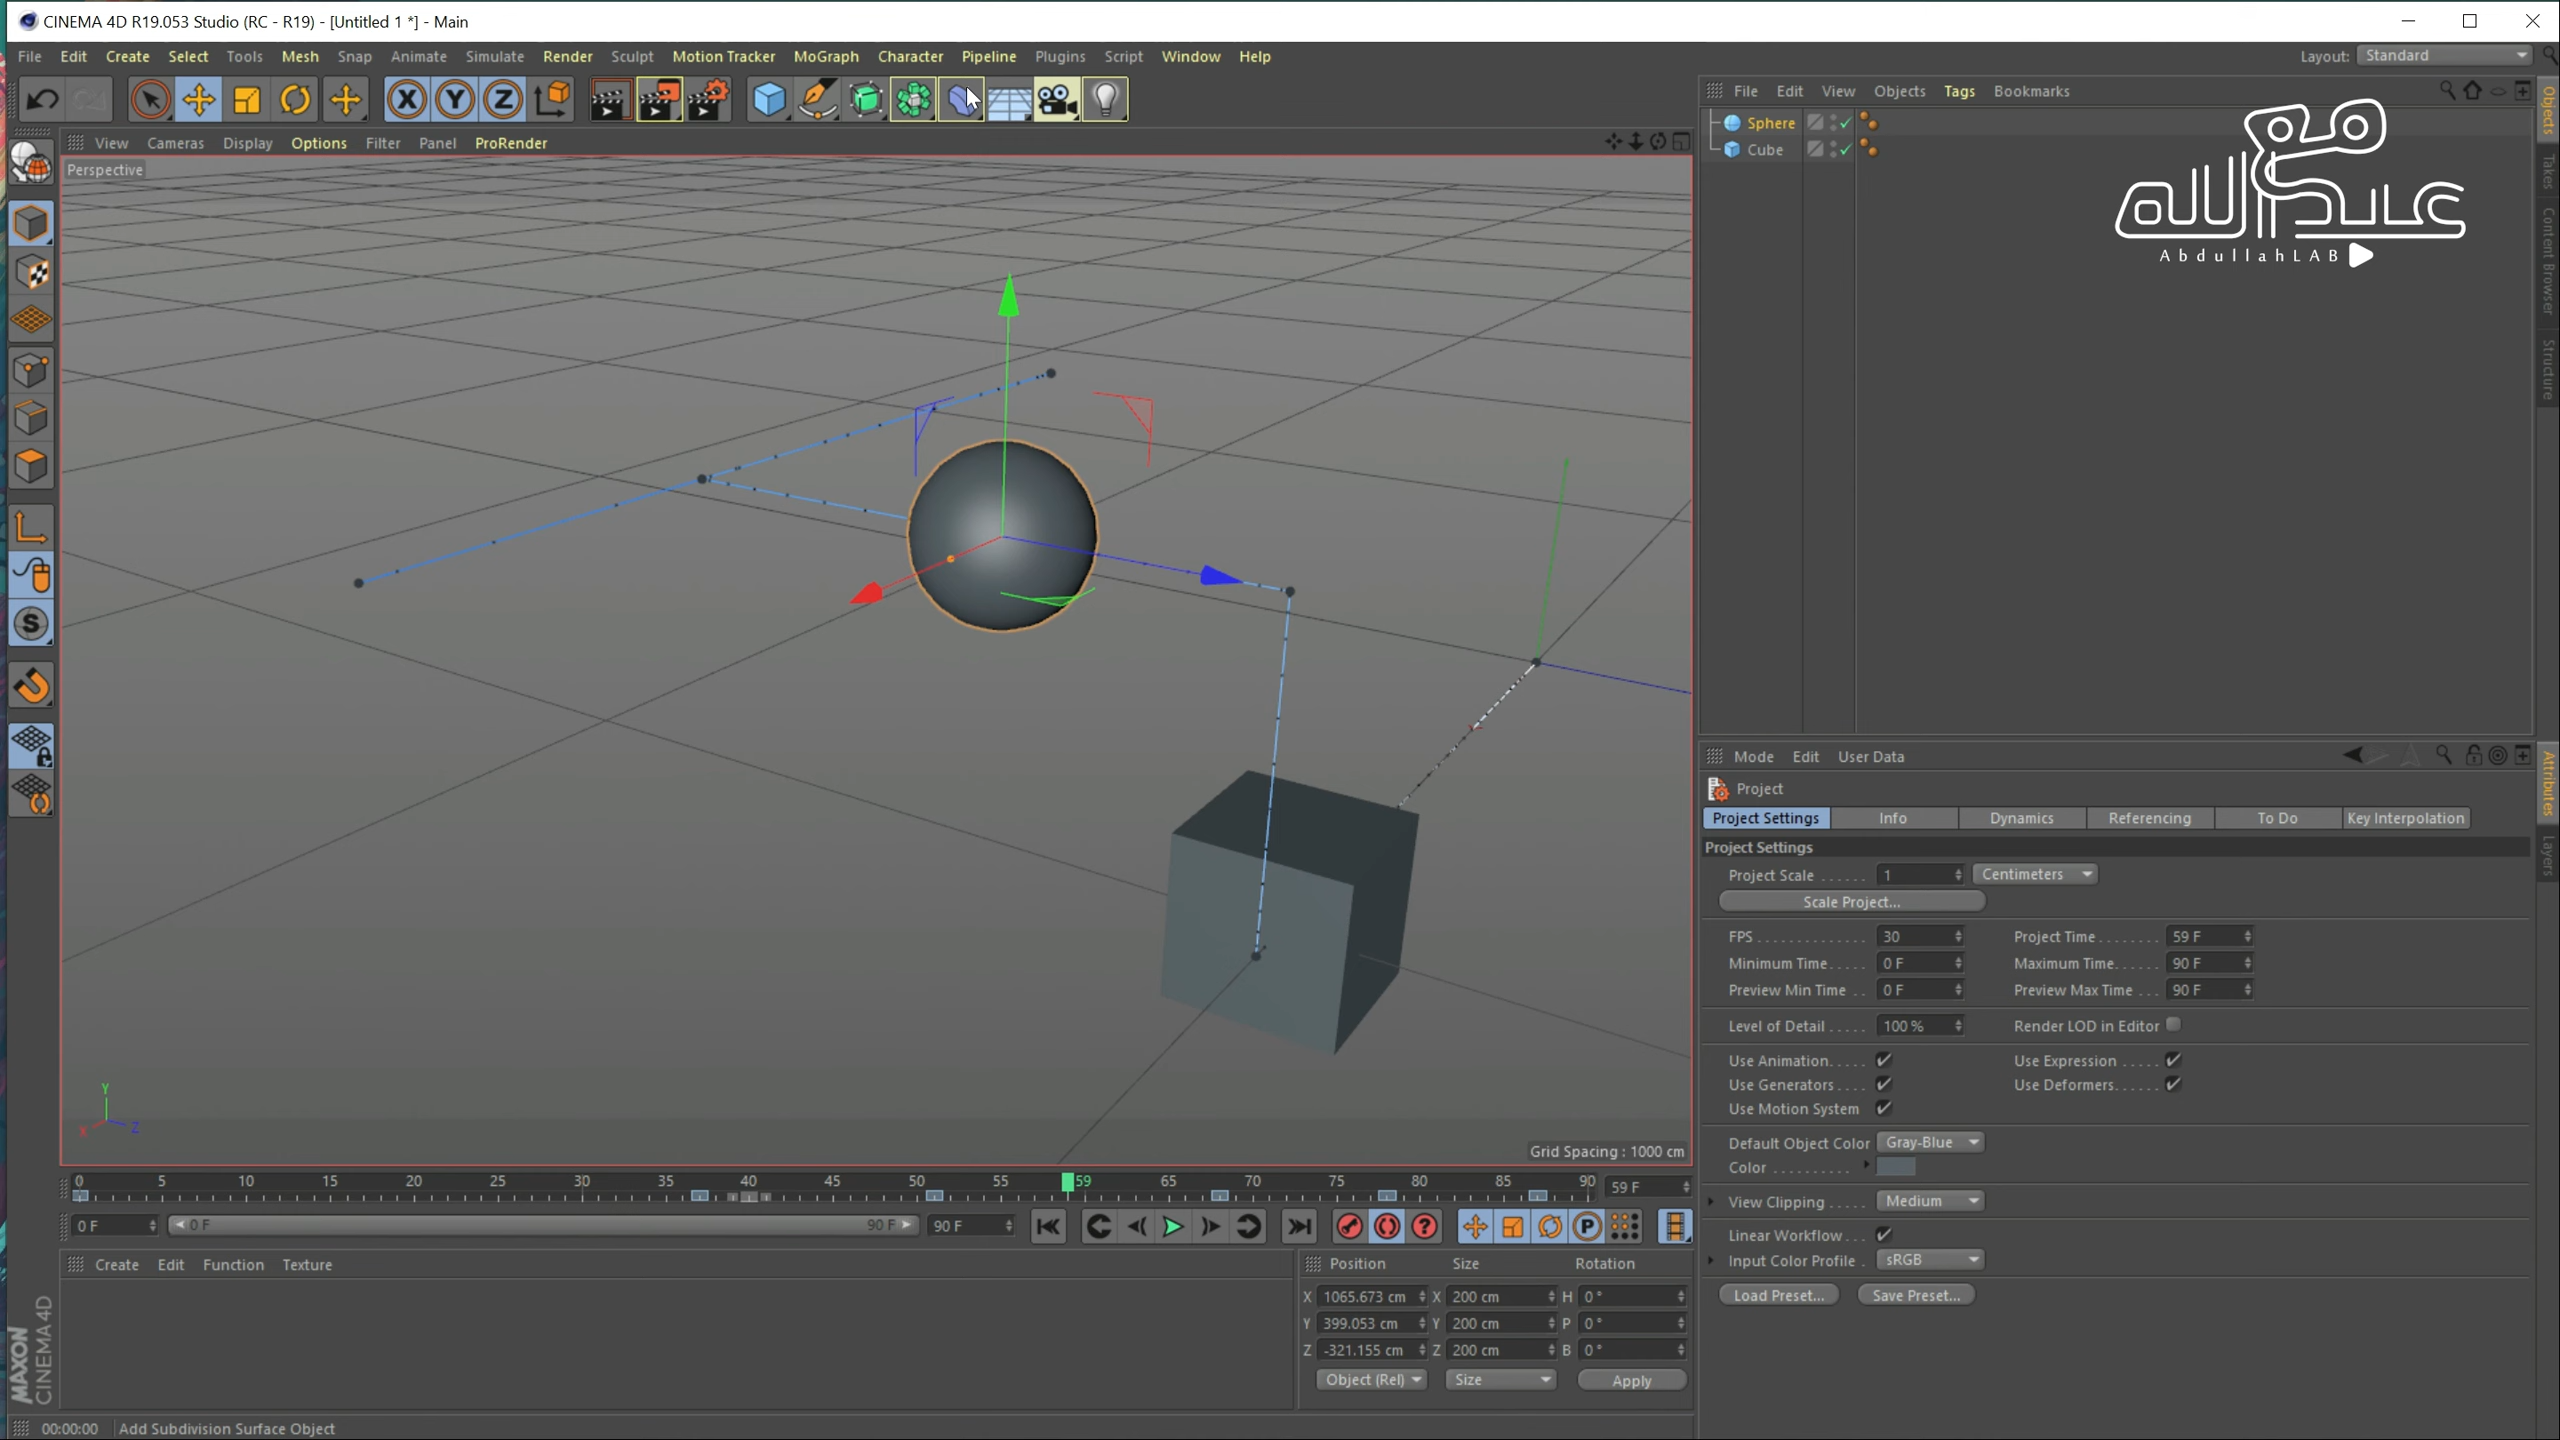 CINEMA 4D R19.053 Studio (RC - R19) - [Untitled 1 *] - Main
File Edit Create Select Tools Mesh Snap Animate Simulate Render Sculpt Motion Tracker MoGraph Character Pipeline Plugins Script Window Help
Layout: Standard
X Y Z
File Edit View Objects Tags Bookmarks
View Cameras Display Options Filter Panel ProRender
Perspective
Sphere
Cube
مع
عبدالله
AbdullahLAB
Objects
Takes
Content Browser
Structure
S
Mode Edit User Data
Project
Project Settings Info Dynamics Referencing To Do Key Interpolation
Project Settings
Project Scale 1 Centimeters
Scale Project...
FPS 30 Project Time 59 F
Minimum Time 0 F Maximum Time 90 F
Preview Min Time 0 F Preview Max Time 90 F
Level of Detail 100 % Render LOD in Editor
Use Animation Use Expression
Use Generators Use Deformers
Use Motion System
Default Object Color Gray-Blue
Color
View Clipping Medium
Linear Workflow
Input Color Profile sRGB
Load Preset... Save Preset...
Attributes
Layers
Y
X Z
Grid Spacing : 1000 cm
0 5 10 15 20 25 30 35 40 45 50 55 59 65 70 75 80 85 90 59 F
0 F 0 F 90 F 90 F ? P
Create Edit Function Texture
Position Size Rotation
X 1065.673 cm X 200 cm H 0 °
Y 399.053 cm Y 200 cm P 0 °
Z -321.155 cm Z 200 cm B 0 °
Object (Rel) Size Apply
MAXON
CINEMA 4D
00:00:00 Add Subdivision Surface Object